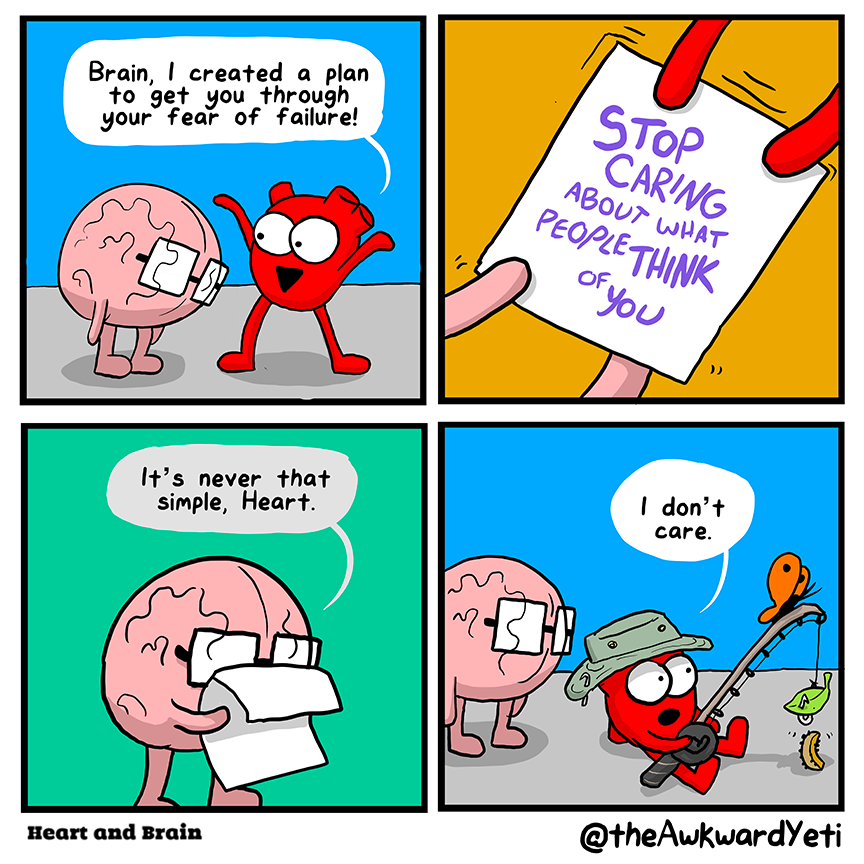 Brain, I created a plan
to get you through
your fear of failure!
STOP
CARING
ABOUT WHAT
PEOPLE THINK
OF YOU
It's never that
simple, Heart.
I don't
care.
Heart and Brain
@theAwkwardYeti